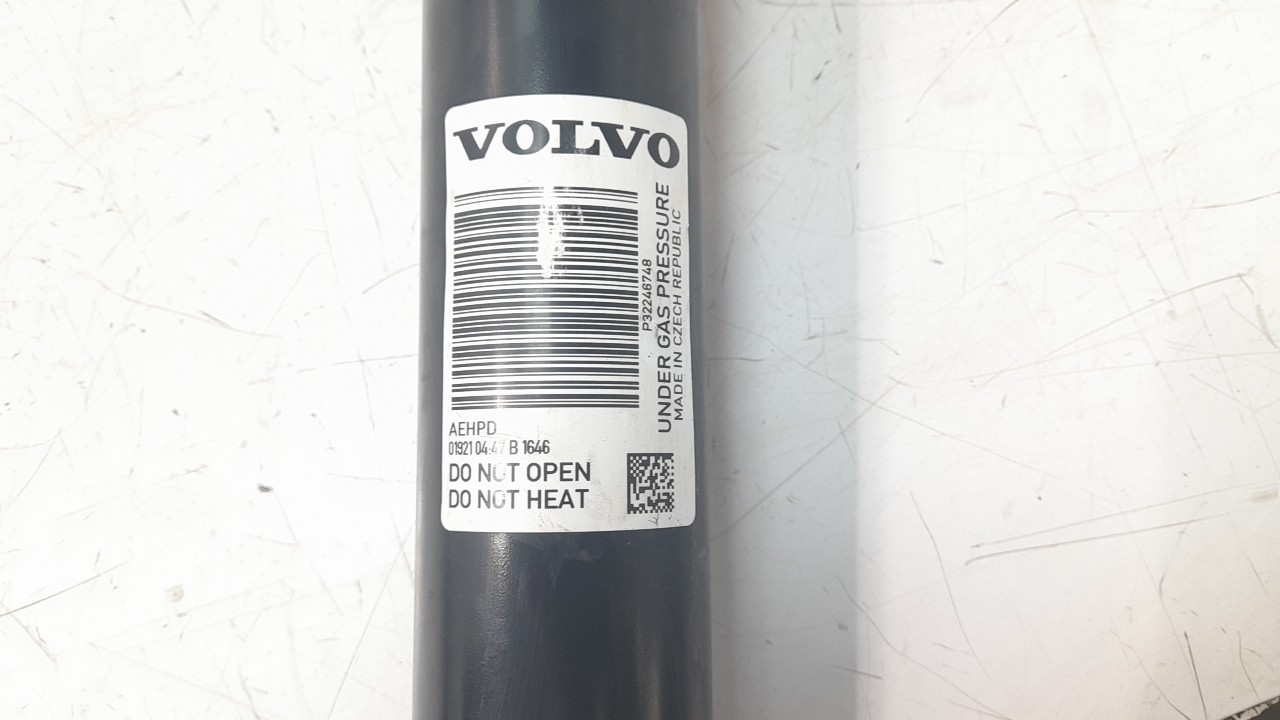 VOLVO
P32246748
UNDER GAS PRESSURE
MADE IN CZECH REPUBLIC
AEHPD
01921 04:47 B 1646
DO NOT OPEN
DO NOT HEAT